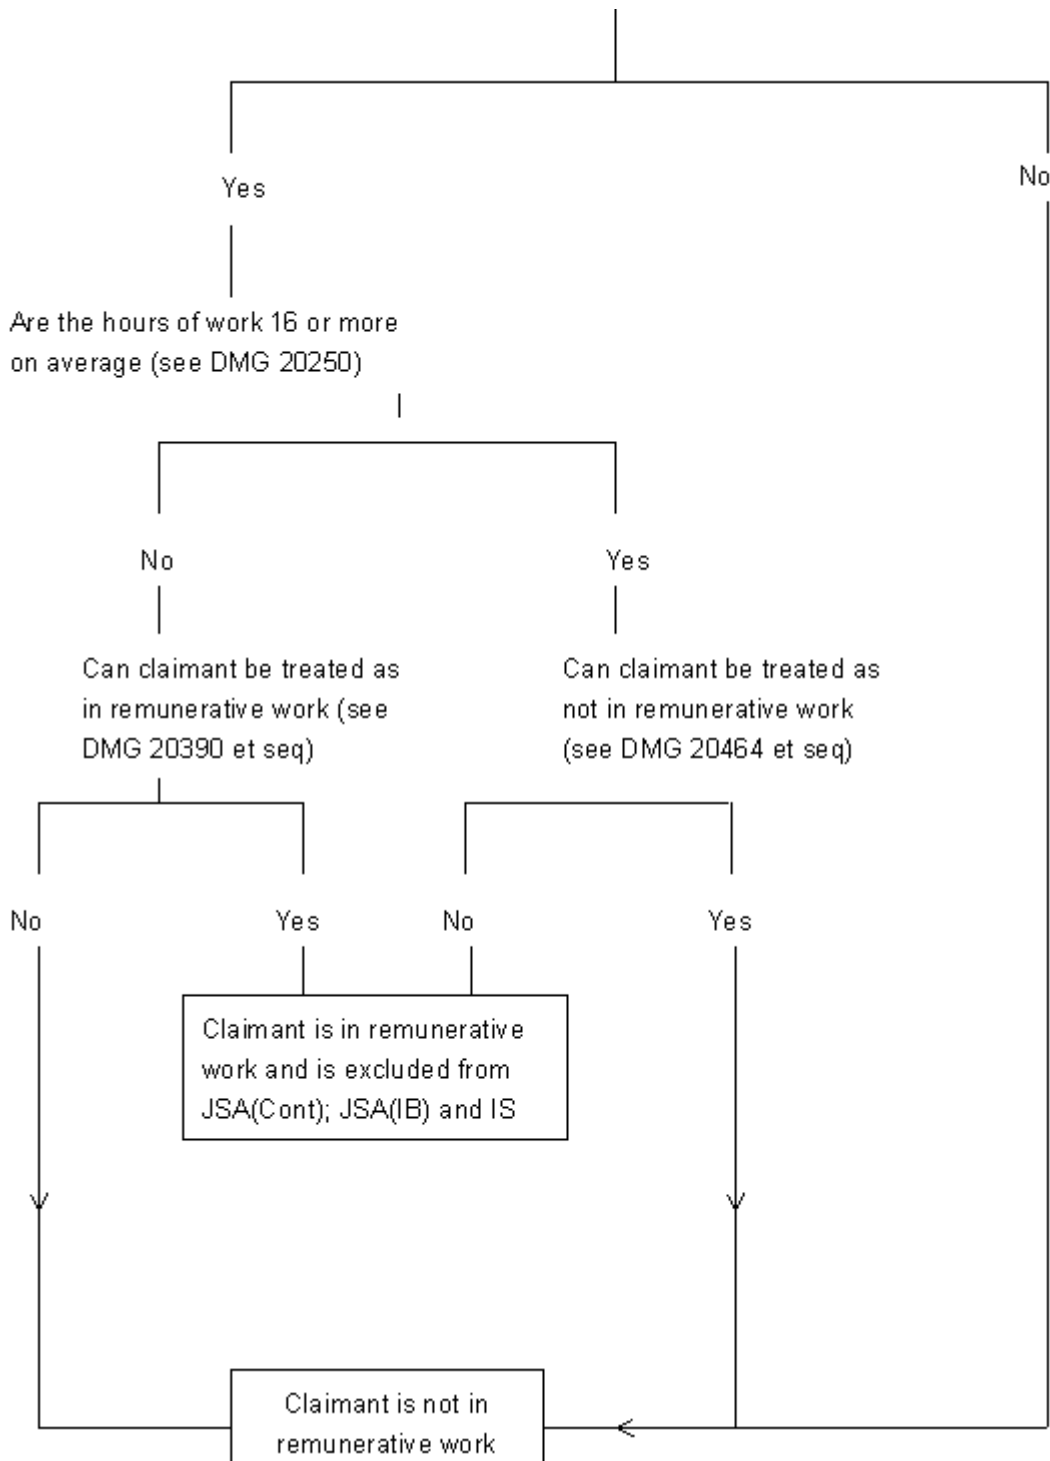 Yes
No
Are the hours of work 16 or more
on average (see DMG 20250)
No
Yes
Can claimant be treated as
in remunerative work (see
DMG 20390 et seq)
Can claimant be treated as
not in remunerative work
(see DMG 20464 et seq)
No
Yes
No
Yes
Claimant is in remunerative
work and is excluded from
JSA(Cont); JSA(IB) and IS
Claimant is not in
remunerative work